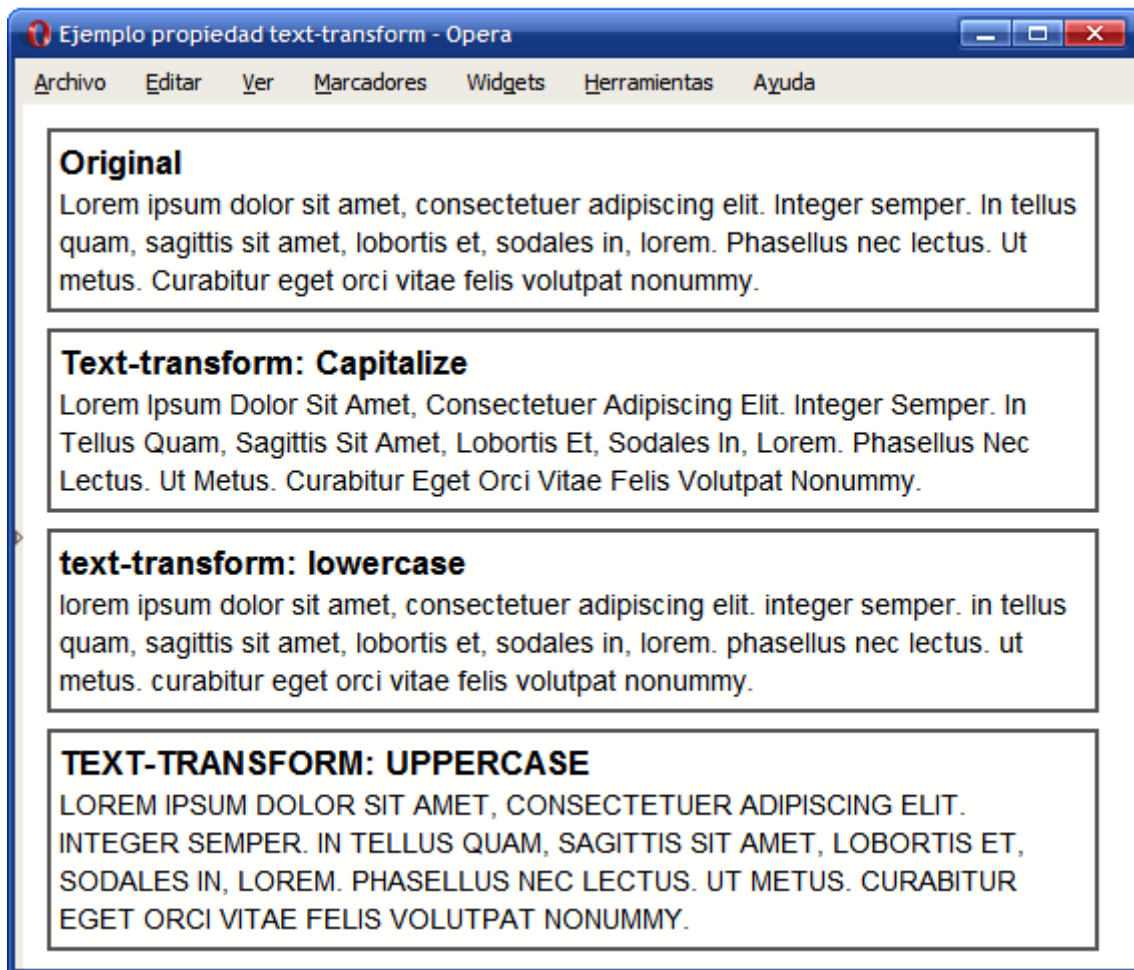 Ejemplo propiedad text-transform - Opera
Archivo Editar Ver Marcadores Widgets Herramientas Ayuda
Original
Lorem ipsum dolor sit amet, consectetuer adipiscing elit. Integer semper. In tellus
quam, sagittis sit amet, lobortis et, sodales in, lorem. Phasellus nec lectus. Ut
metus. Curabitur eget orci vitae felis volutpat nonummy.
Text-transform: Capitalize
Lorem Ipsum Dolor Sit Amet, Consectetuer Adipiscing Elit. Integer Semper. In
Tellus Quam, Sagittis Sit Amet, Lobortis Et, Sodales In, Lorem. Phasellus Nec
Lectus. Ut Metus. Curabitur Eget Orci Vitae Felis Volutpat Nonummy.
text-transform: lowercase
lorem ipsum dolor sit amet, consectetuer adipiscing elit. integer semper. in tellus
quam, sagittis sit amet, lobortis et, sodales in, lorem. phasellus nec lectus. ut
metus. curabitur eget orci vitae felis volutpat nonummy.
TEXT-TRANSFORM: UPPERCASE
LOREM IPSUM DOLOR SIT AMET, CONSECTETUER ADIPISCING ELIT.
INTEGER SEMPER. IN TELLUS QUAM, SAGITTIS SIT AMET, LOBORTIS ET,
SODALES IN, LOREM. PHASELLUS NEC LECTUS. UT METUS. CURABITUR
EGET ORCI VITAE FELIS VOLUTPAT NONUMMY.